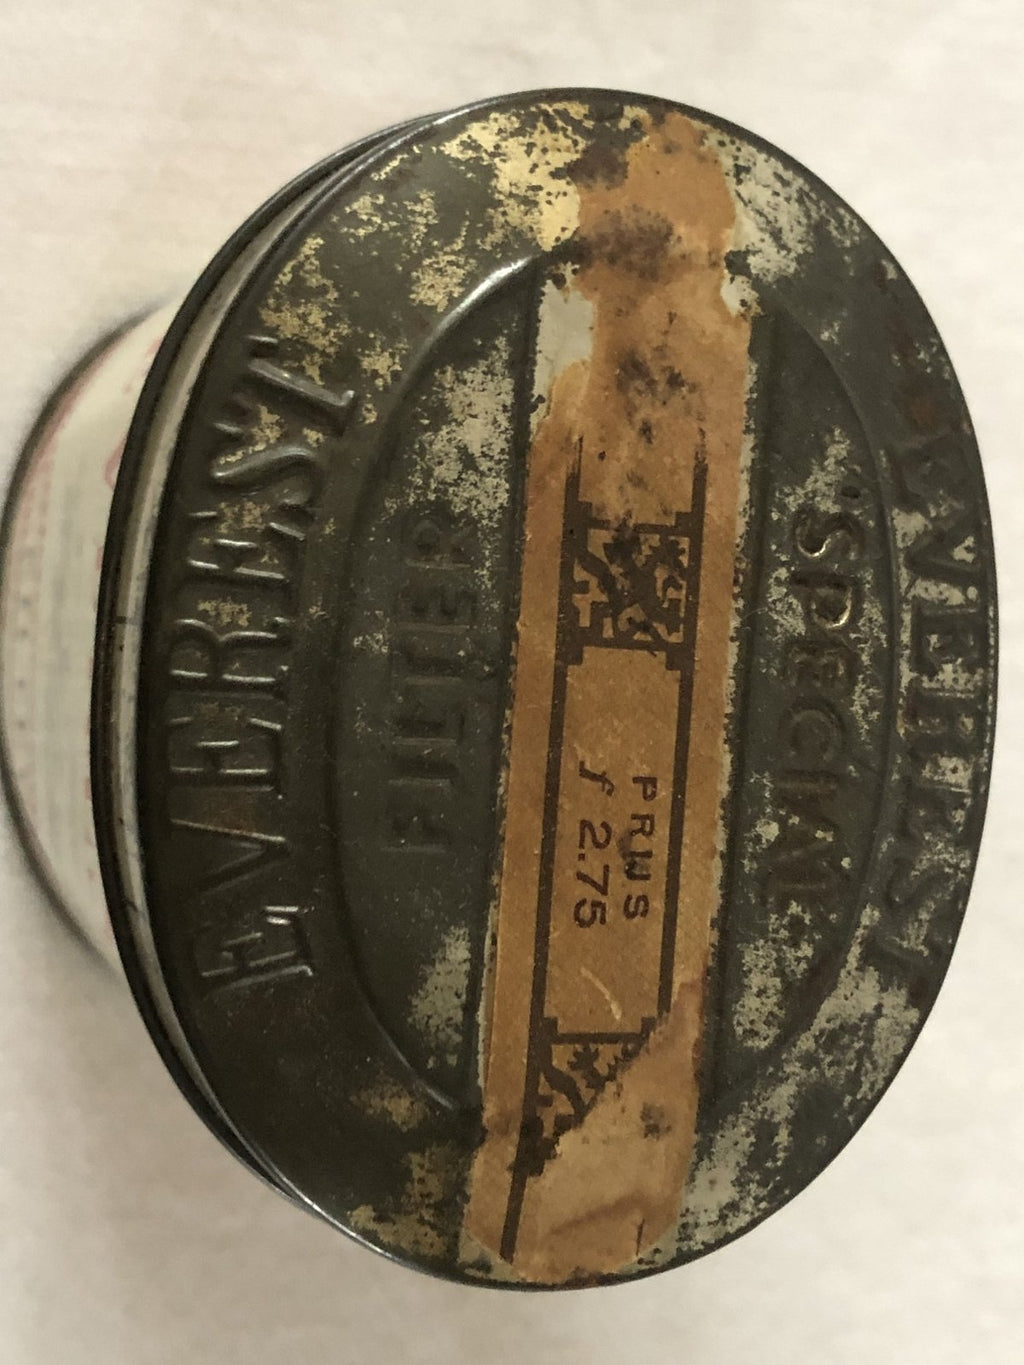 EVEREST
"SPECIAL"
PRIJS
f 2.75
FILTER
EVEREST